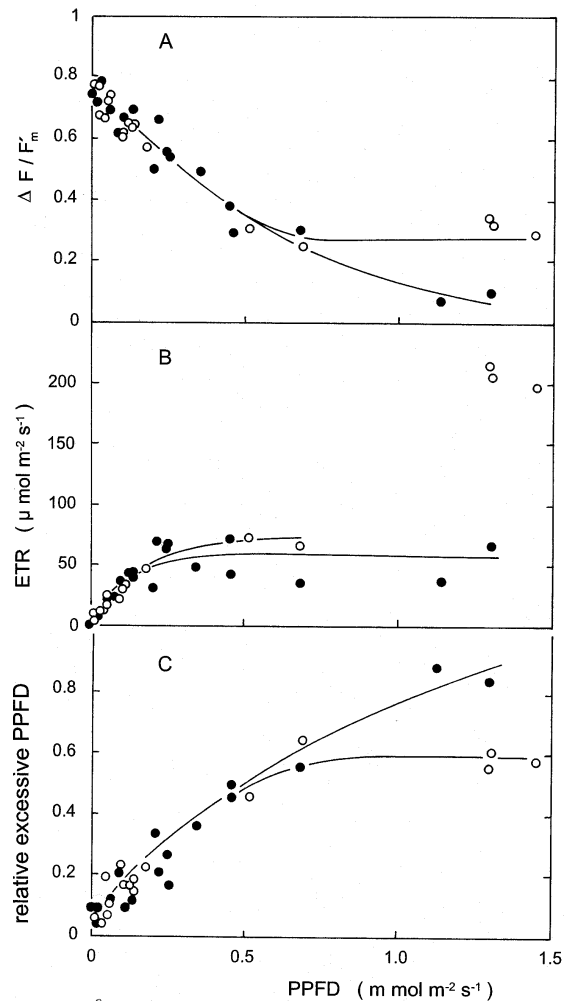 1
A
0.8
0.6
0.4
0.2
0
Δ F / F′m
B
200
150
100
50
0
ETR ( μ mol m⁻² s⁻¹ )
C
0.8
0.6
0.4
0.2
0
relative excessive PPFD
0 0.5 1.0 1.5
PPFD ( m mol m⁻² s⁻¹ )